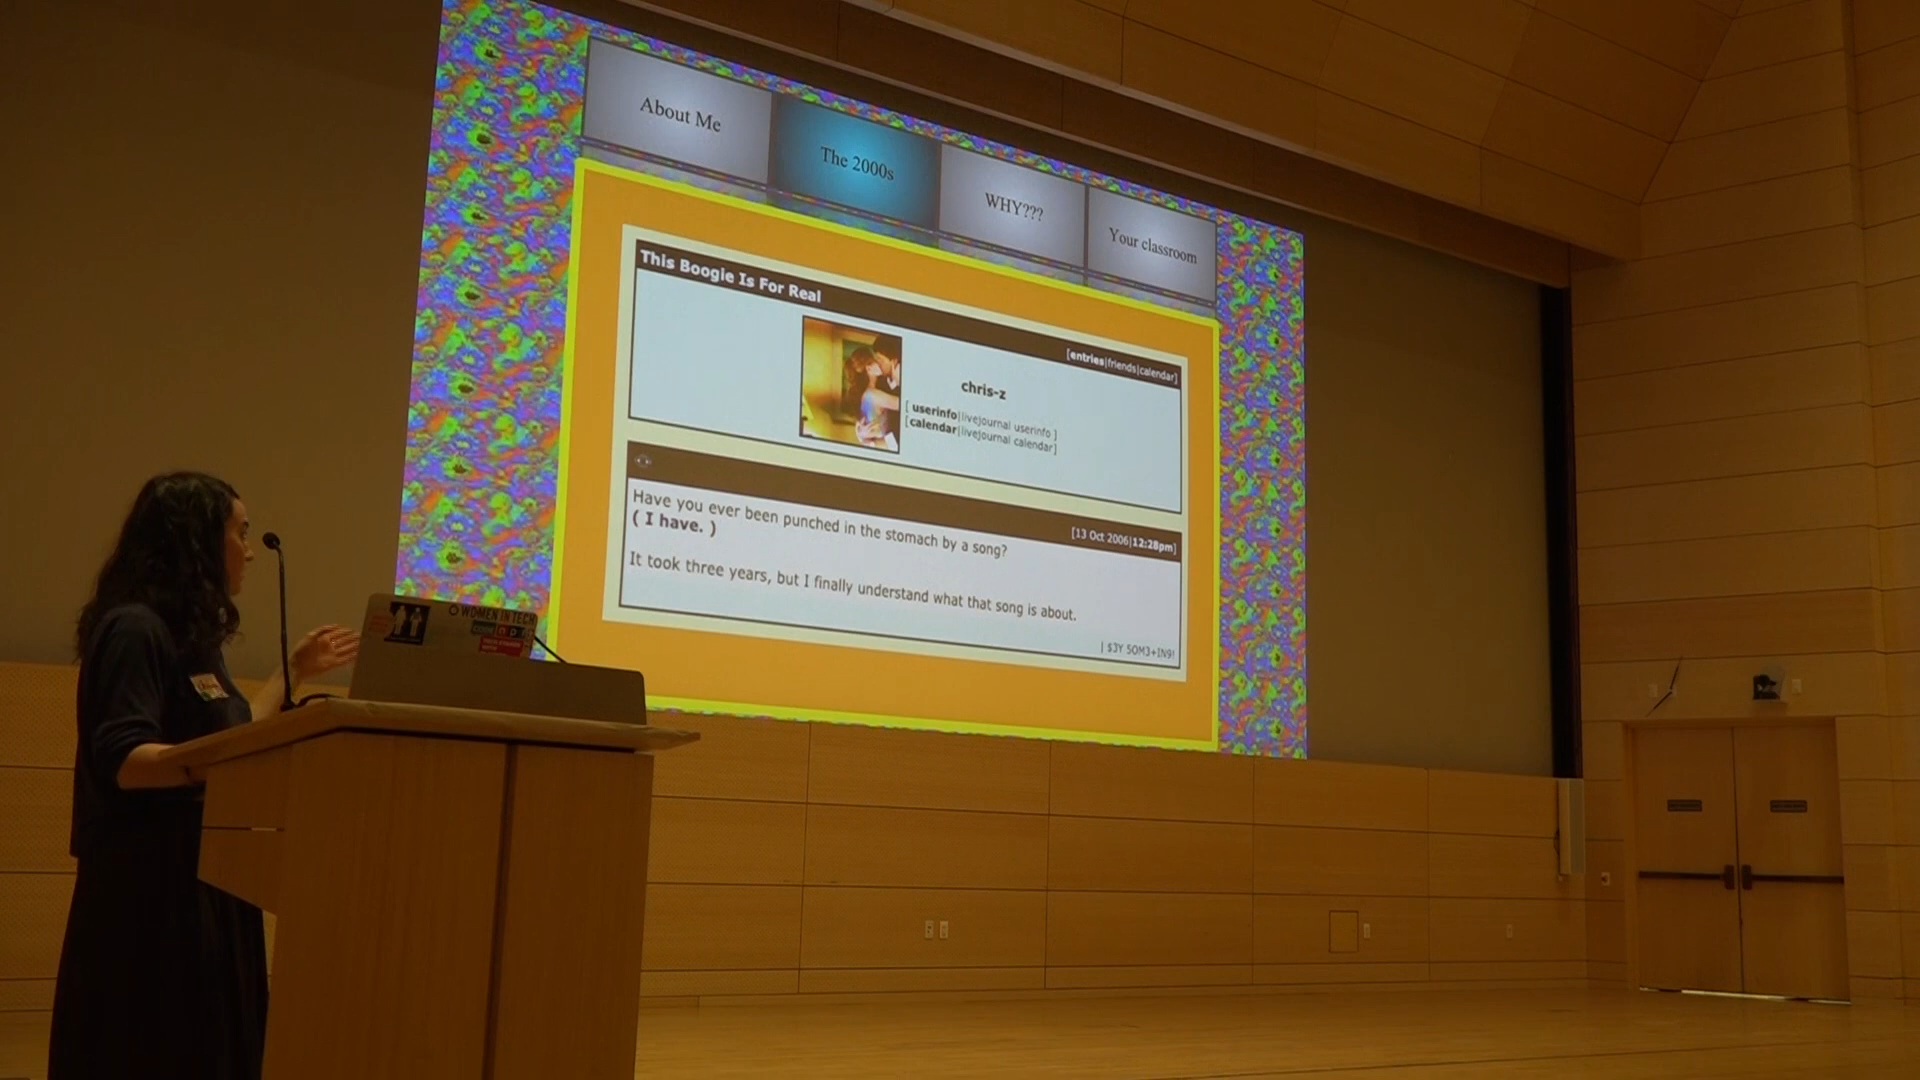 About Me
The 2000s
WHY???
Your classroom
This Boogie Is For Real
[entries|friends|calendar]
chris-z
[ userinfo|livejournal userinfo ]
[calendar|livejournal calendar]
[13 Oct 2006|12:28pm]
Have you ever been punched in the stomach by a song?
( I have. )
It took three years, but I finally understand what that song is about.
| $3Y SOM3+IN9!
WOMEN IN TECH